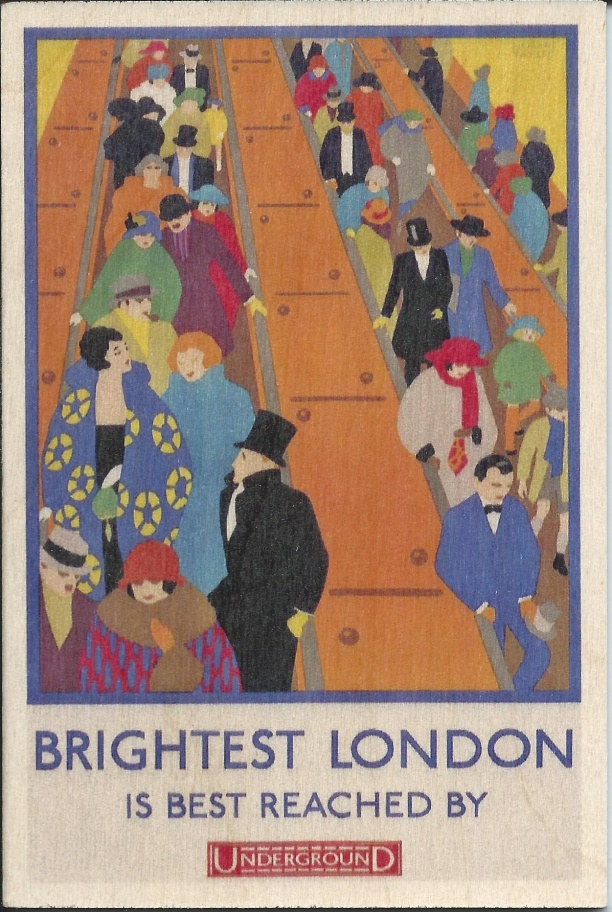 BRIGHTEST LONDON
IS BEST REACHED BY
UNDERGROUND